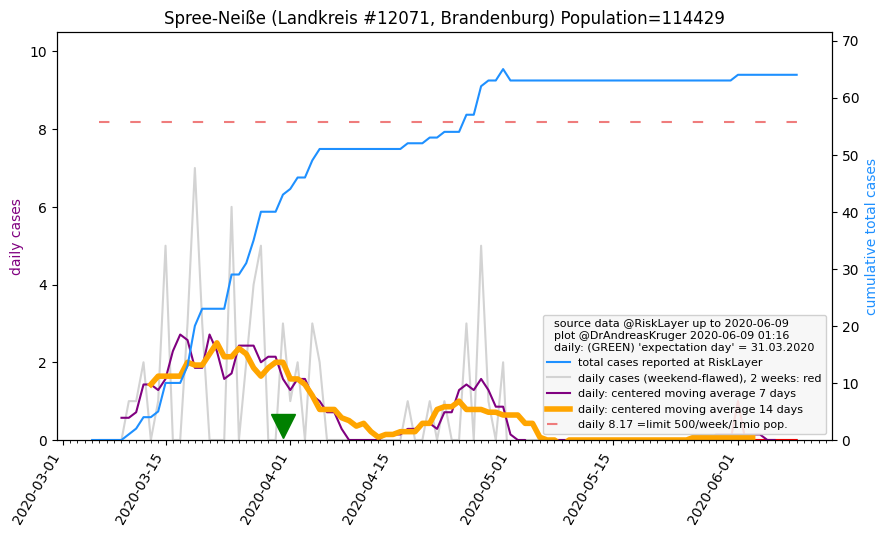 Spree-Neiße (Landkreis #12071, Brandenburg) Population=114429
10
8
6
4
2
0
daily cases
70
60
50
40
30
20
10
0
cumulative total cases
source data @RiskLayer up to 2020-06-09
plot @DrAndreasKruger 2020-06-09 01:16
daily: (GREEN) 'expectation day' = 31.03.2020
total cases reported at RiskLayer
daily cases (weekend-flawed), 2 weeks: red
daily: centered moving average 7 days
daily: centered moving average 14 days
daily 8.17 =limit 500/week/1mio pop.
2020-03-01
2020-03-15
2020-04-01
2020-04-15
2020-05-01
2020-05-15
2020-06-01